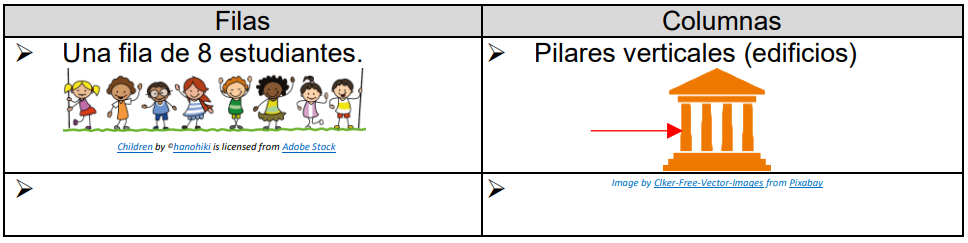 Filas
Columnas
➢ Una fila de 8 estudiantes.
Children by ©hanohiki is licensed from Adobe Stock
➢ Pilares verticales (edificios)
Image by Clker-Free-Vector-Images from Pixabay
➢
➢